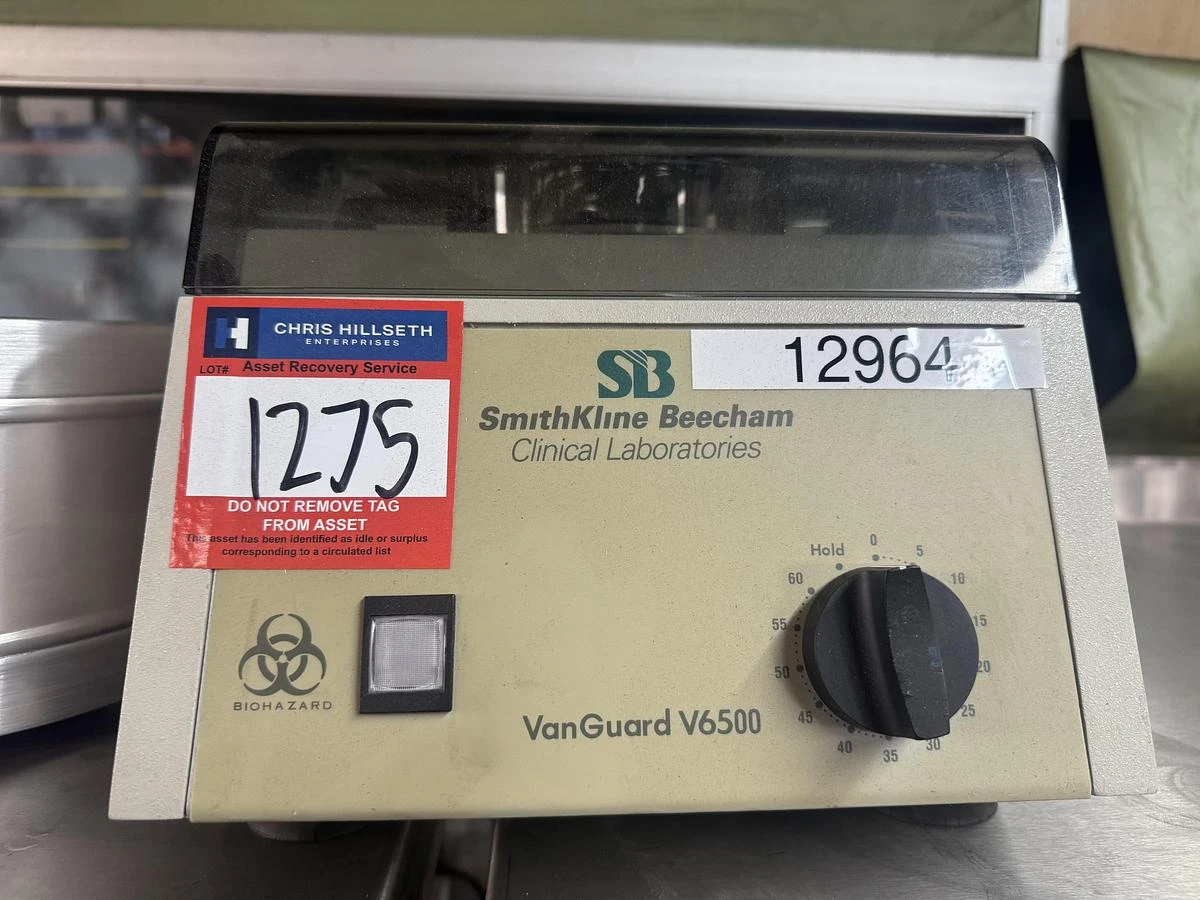 CHRIS HILLSETH
ENTERPRISES
LOT# Asset Recovery Service
1275
DO NOT REMOVE TAG
FROM ASSET
This asset has been identified as idle or surplus
corresponding to a circulated list
12964
SB
SmithKline Beecham
Clinical Laboratories
BIOHAZARD
VanGuard V6500
Hold
0
5
10
15
20
25
30
35
40
45
50
55
60